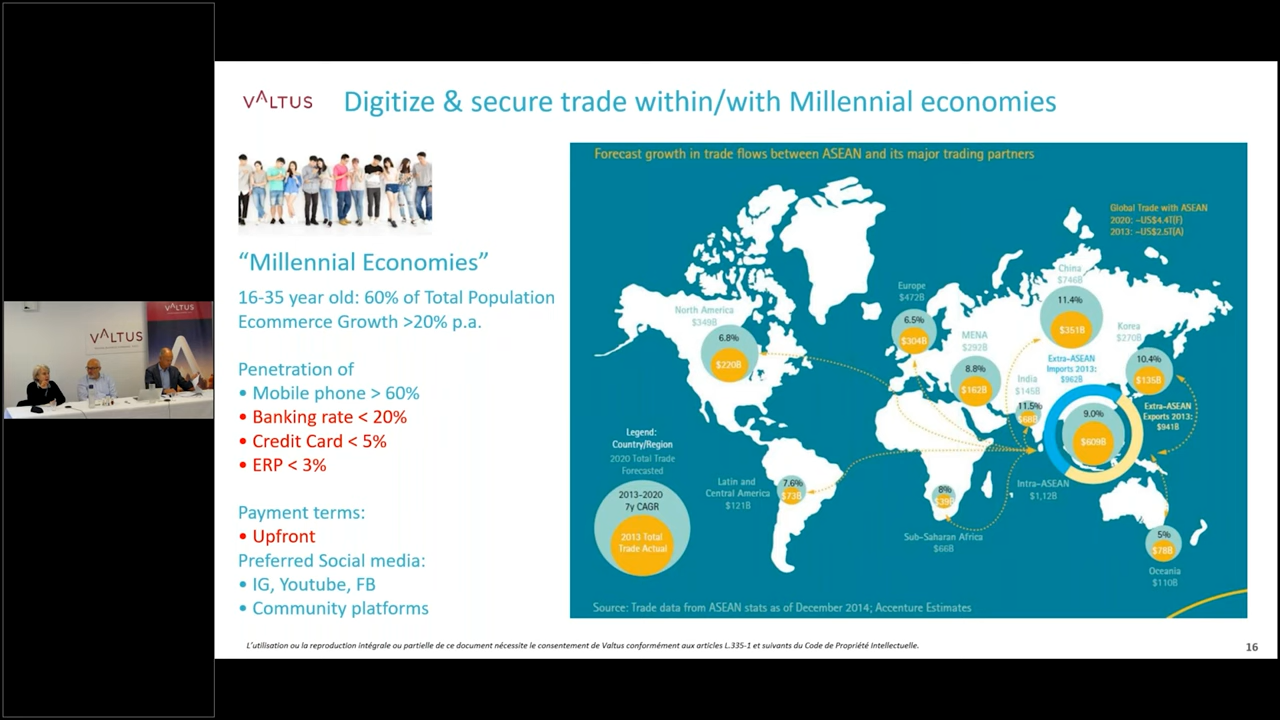 VALTUS
Digitize & secure trade within/with Millennial economies
“Millennial Economies”
16-35 year old: 60% of Total Population
Ecommerce Growth >20% p.a.
Penetration of
• Mobile phone > 60%
• Banking rate < 20%
• Credit Card < 5%
• ERP < 3%
Payment terms:
• Upfront
Preferred Social media:
• IG, Youtube, FB
• Community platforms
Forecast growth in trade flows between ASEAN and its major trading partners
Global Trade with ASEAN
2020: ~US$4.4T(F)
2013: ~US$2.5T(A)
North America
$349B
6.8%
$220B
Europe
$472B
6.5%
$304B
MENA
$292B
8.8%
$162B
China
$746B
11.4%
$351B
Korea
$270B
10.4%
$135B
India
$145B
11.5%
$68B
Extra-ASEAN
Imports 2013:
$962B
Extra-ASEAN
Exports 2013:
$941B
9.0%
$609B
Intra-ASEAN
$1,12B
Latin and
Central America
$121B
7.6%
$73B
8%
$39B
Sub-Saharan Africa
$66B
5%
$78B
Oceania
$110B
Legend:
Country/Region
2020 Total Trade
Forecasted
2013-2020
7y CAGR
2013 Total
Trade Actual
Source: Trade data from ASEAN stats as of December 2014; Accenture Estimates
L'utilisation ou la reproduction intégrale ou partielle de ce document nécessite le consentement de Valtus conformément aux articles L.335-1 et suivants du Code de Propriété Intellectuelle.
16
VALTUS
VALTUS